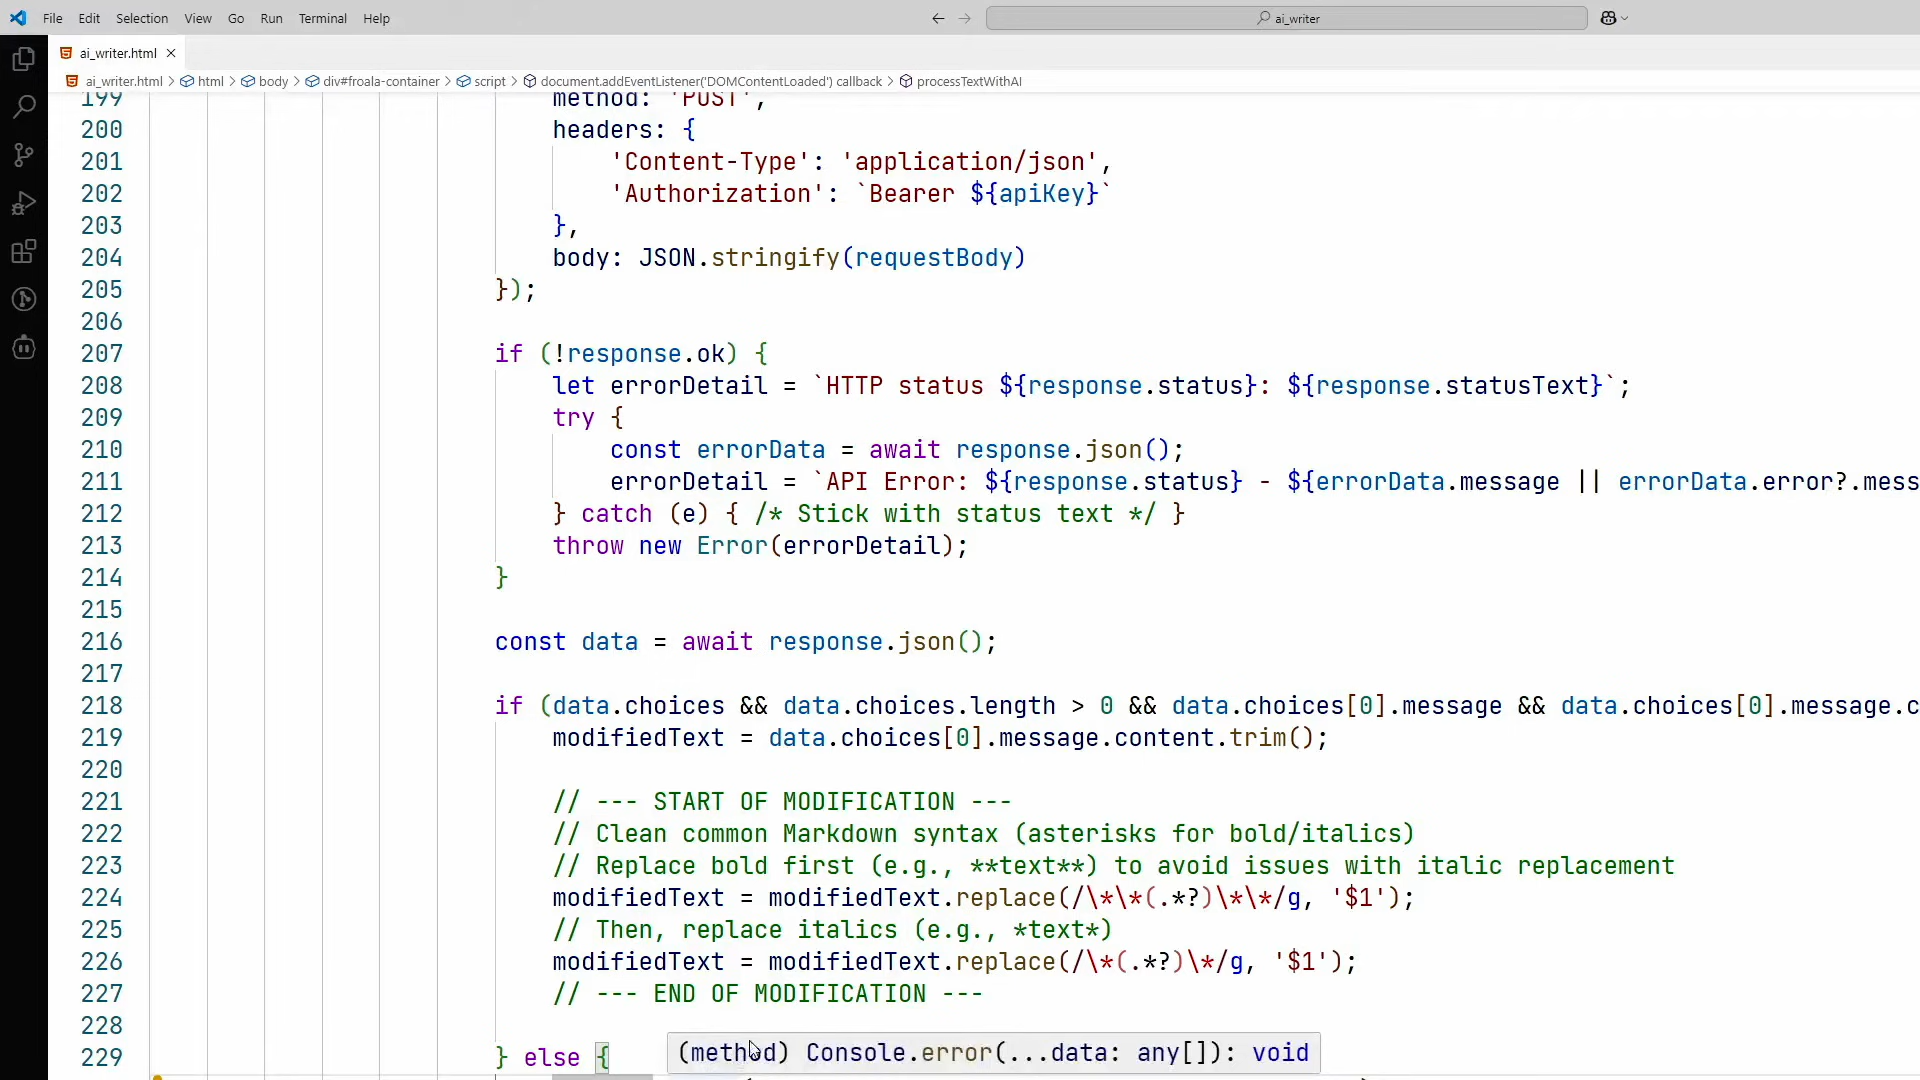 File Edit Selection View Go Run Terminal Help
ai_writer
ai_writer.html
ai_writer.html > html > body > div#froala-container > script > document.addEventListener('DOMContentLoaded') callback > processTextWithAI
199 method: 'POST',
200 headers: {
201 'Content-Type': 'application/json',
202 'Authorization': `Bearer ${apiKey}`
203 },
204 body: JSON.stringify(requestBody)
205 });
206
207 if (!response.ok) {
208 let errorDetail = `HTTP status ${response.status}: ${response.statusText}`;
209 try {
210 const errorData = await response.json();
211 errorDetail = `API Error: ${response.status} - ${errorData.message || errorData.error?.mess
212 } catch (e) { /* Stick with status text */ }
213 throw new Error(errorDetail);
214 }
215
216 const data = await response.json();
217
218 if (data.choices && data.choices.length > 0 && data.choices[0].message && data.choices[0].message.c
219 modifiedText = data.choices[0].message.content.trim();
220
221 // --- START OF MODIFICATION ---
222 // Clean common Markdown syntax (asterisks for bold/italics)
223 // Replace bold first (e.g., **text**) to avoid issues with italic replacement
224 modifiedText = modifiedText.replace(/\*\*(.*?)\*\*/g, '$1');
225 // Then, replace italics (e.g., *text*)
226 modifiedText = modifiedText.replace(/\*(.*?)\*/g, '$1');
227 // --- END OF MODIFICATION ---
228
229 } else {
(method) Console.error(...data: any[]): void